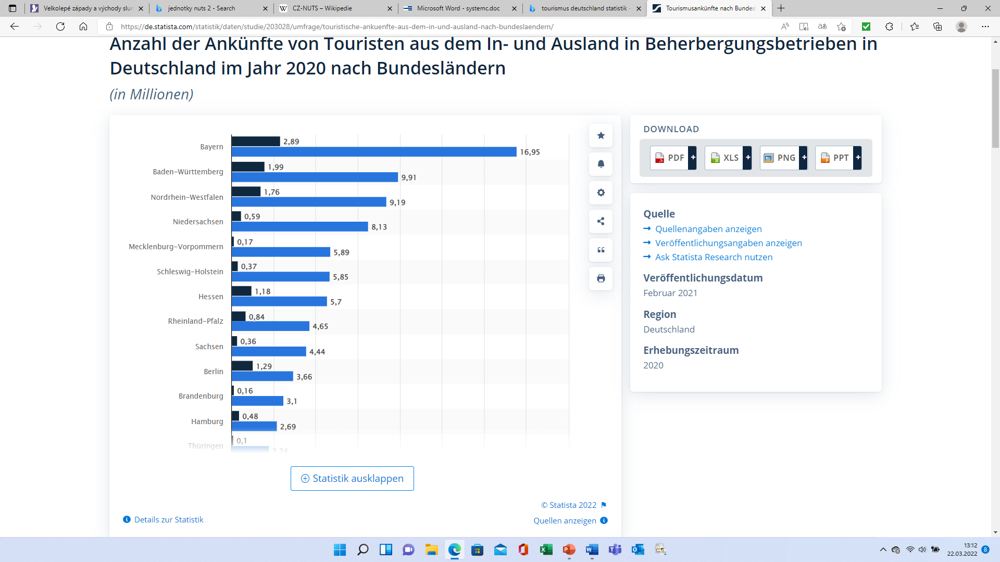 Velkolepé západy a východy slun
jednotky nuts 2 - Search
CZ-NUTS – Wikipedie
Microsoft Word - systemc.doc
tourismus deutschland statistik -
Tourismusankünfte nach Bundesl
https://de.statista.com/statistik/daten/studie/203028/umfrage/touristische-ankuenfte-aus-dem-in-und-ausland-nach-bundeslaendern/
Anzahl der Ankünfte von Touristen aus dem In- und Ausland in Beherbergungsbetrieben in
Deutschland im Jahr 2020 nach Bundesländern
(in Millionen)
Bayern
2,89
16,95
Baden-Württemberg
1,99
9,91
Nordrhein-Westfalen
1,76
9,19
Niedersachsen
0,59
8,13
Mecklenburg-Vorpommern
0,17
5,89
Schleswig-Holstein
0,37
5,85
Hessen
1,18
5,7
Rheinland-Pfalz
0,84
4,65
Sachsen
0,36
4,44
Berlin
1,29
3,66
Brandenburg
0,16
3,1
Hamburg
0,48
2,69
Thüringen
0,1
2,24
Statistik ausklappen
© Statista 2022
Details zur Statistik
Quellen anzeigen
DOWNLOAD
PDF +
XLS +
PNG +
PPT +
Quelle
Quellenangaben anzeigen
Veröffentlichungsangaben anzeigen
Ask Statista Research nutzen
Veröffentlichungsdatum
Februar 2021
Region
Deutschland
Erhebungszeitraum
2020
13:12
22.03.2022
8